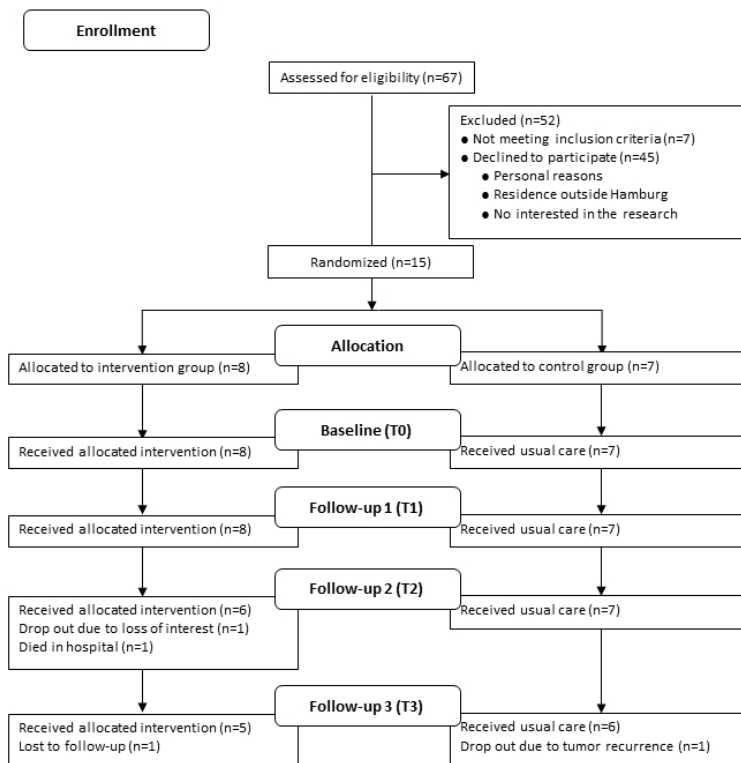 Enrollment
Assessed for eligibility (n=67)
Excluded (n=52)
● Not meeting inclusion criteria (n=7)
● Declined to participate (n=45)
● Personal reasons
● Residence outside Hamburg
● No interested in the research
Randomized (n=15)
Allocation
Allocated to intervention group (n=8)
Allocated to control group (n=7)
Baseline (T0)
Received allocated intervention (n=8)
Received usual care (n=7)
Follow-up 1 (T1)
Received allocated intervention (n=8)
Received usual care (n=7)
Follow-up 2 (T2)
Received allocated intervention (n=6)
Drop out due to loss of interest (n=1)
Died in hospital (n=1)
Received usual care (n=7)
Follow-up 3 (T3)
Received allocated intervention (n=5)
Lost to follow-up (n=1)
Received usual care (n=6)
Drop out due to tumor recurrence (n=1)